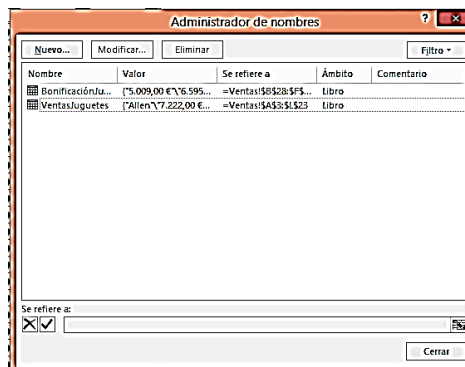 Administrador de nombres
Nuevo... Modificar... Eliminar Filtro
Nombre Valor Se refiere a Ámbito Comentario
BonificaciónJu... {"5.009,00 €"\"6.595... =Ventas!$B$28:$F$... Libro
VentasJuguetes {"Allen"\"7.222,00 €... =Ventas!$A$3:$L$23 Libro
Se refiere a:
Cerrar